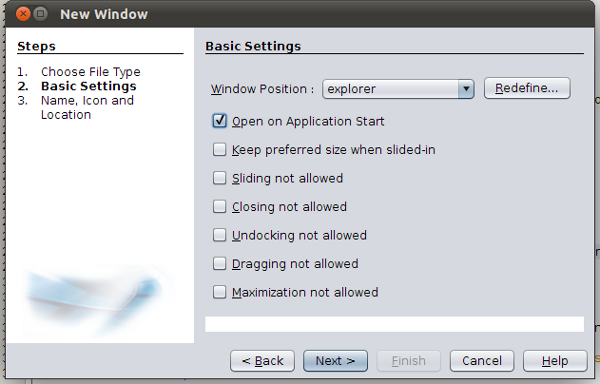 New Window
Steps
1. Choose File Type
2. Basic Settings
3. Name, Icon and
Location
Basic Settings
Window Position :
explorer
Redefine...
Open on Application Start
Keep preferred size when slided-in
Sliding not allowed
Closing not allowed
Undocking not allowed
Dragging not allowed
Maximization not allowed
< Back
Next >
Finish
Cancel
Help